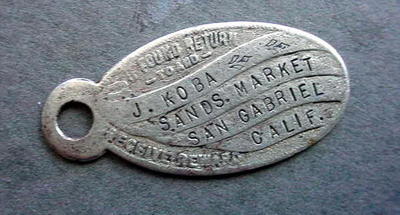 IF FOUND RETURN
TO AND
J. KOBA
SANDS. MARKET
SAN GABRIEL
CALIF.
RECEIVE REWARD